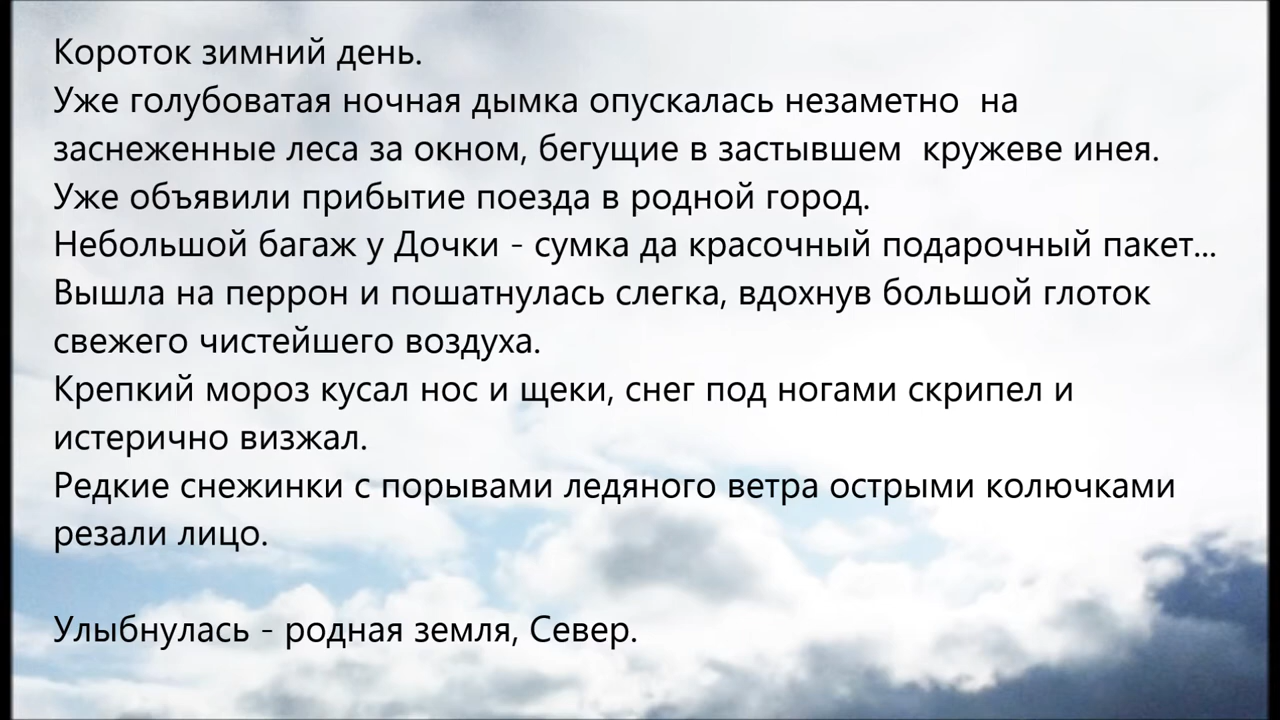 Короток зимний день.
Уже голубоватая ночная дымка опускалась незаметно  на
заснеженные леса за окном, бегущие в застывшем  кружеве инея.
Уже объявили прибытие поезда в родной город.
Небольшой багаж у Дочки - сумка да красочный подарочный пакет...
Вышла на перрон и пошатнулась слегка, вдохнув большой глоток
свежего чистейшего воздуха.
Крепкий мороз кусал нос и щеки, снег под ногами скрипел и
истерично визжал.
Редкие снежинки с порывами ледяного ветра острыми колючками
резали лицо.
Улыбнулась - родная земля, Север.